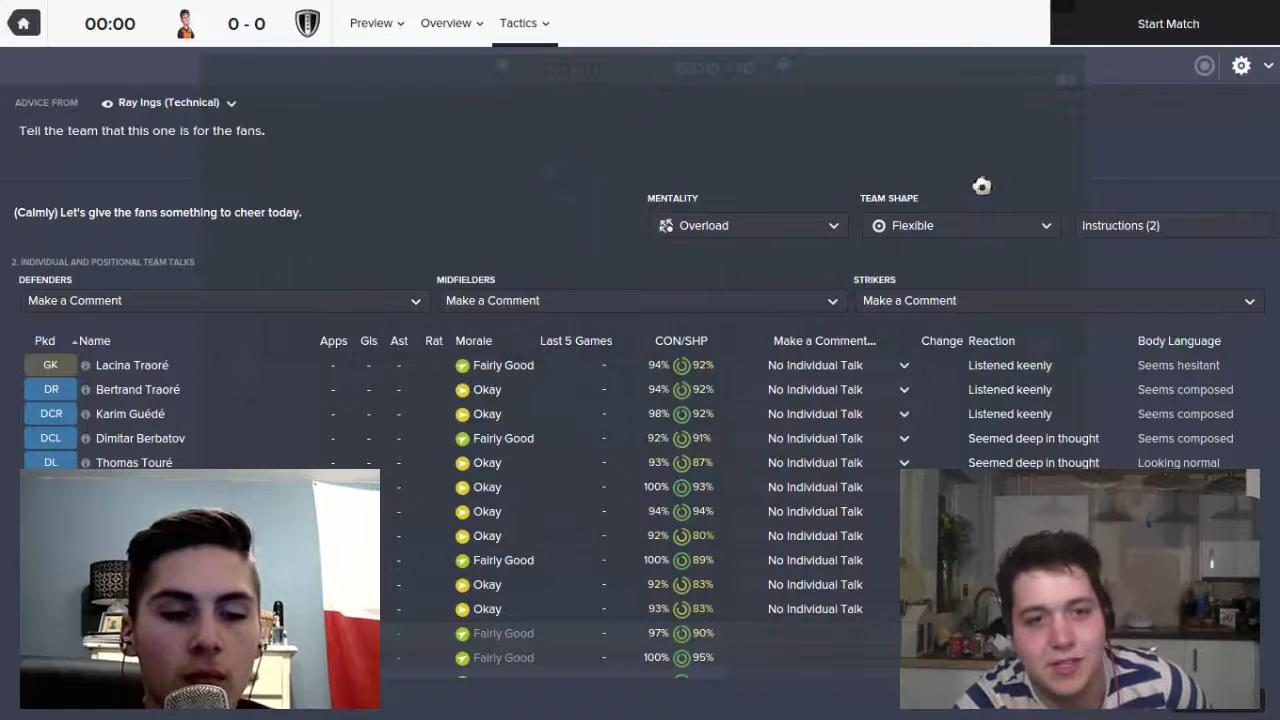 00:00 0 - 0 Preview Overview Tactics Start Match
ADVICE FROM Ray Ings (Technical)
Tell the team that this one is for the fans.
MENTALITY TEAM SHAPE
(Calmly) Let's give the fans something to cheer today.
Overload Flexible Instructions (2)
2. INDIVIDUAL AND POSITIONAL TEAM TALKS
DEFENDERS MIDFIELDERS STRIKERS
Make a Comment Make a Comment Make a Comment
Pkd Name Apps Gls Ast Rat Morale Last 5 Games CON/SHP Make a Comment... Change Reaction Body Language
GK Lacina Traoré - - - - Fairly Good - 94% 92% No Individual Talk Listened keenly Seems hesitant
DR Bertrand Traoré - - - Okay - 94% 92% No Individual Talk Listened keenly Seems composed
DCR Karim Guédé - - - Okay - 98% 92% No Individual Talk Listened keenly Seems composed
DCL Dimitar Berbatov - - - Fairly Good - 92% 91% No Individual Talk Seemed deep in thought Seems composed
DL Thomas Touré - - - Okay - 93% 87% No Individual Talk Seemed deep in thought Looking normal
- Okay - 100% 93% No Individual Talk
- Okay - 94% 94% No Individual Talk
- Okay - 92% 80% No Individual Talk
- Fairly Good - 100% 89% No Individual Talk
- Okay - 92% 83% No Individual Talk
- Okay - 93% 83% No Individual Talk
- Fairly Good - 97% 90%
- Fairly Good - 100% 95%